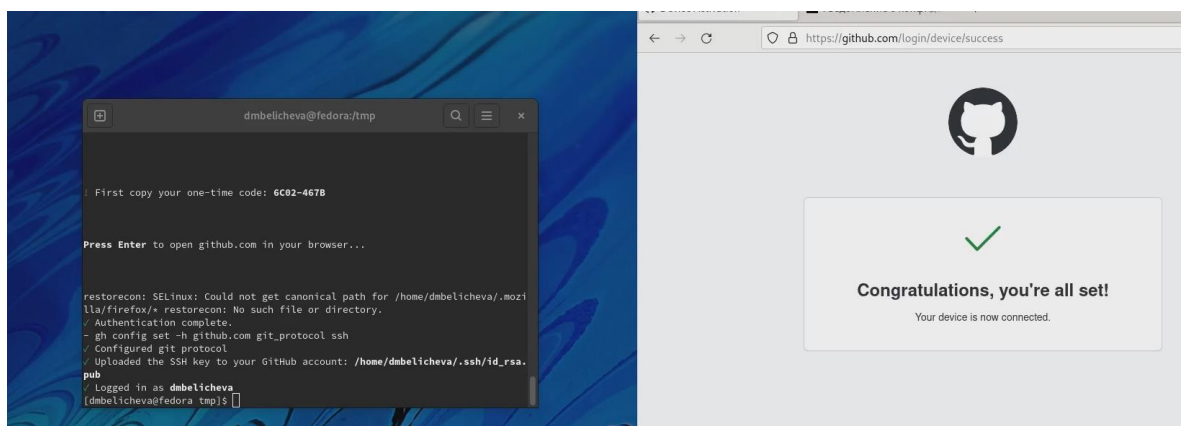 dmbelicheva@fedora:/tmp
! First copy your one-time code: 6C02-467B
Press Enter to open github.com in your browser...
restorecon: SELinux: Could not get canonical path for /home/dmbelicheva/.mozi
lla/firefox/* restorecon: No such file or directory.
✓ Authentication complete.
- gh config set -h github.com git_protocol ssh
✓ Configured git protocol
✓ Uploaded the SSH key to your GitHub account: /home/dmbelicheva/.ssh/id_rsa.
pub
✓ Logged in as dmbelicheva
[dmbelicheva@fedora tmp]$
https://github.com/login/device/success
Congratulations, you're all set!
Your device is now connected.